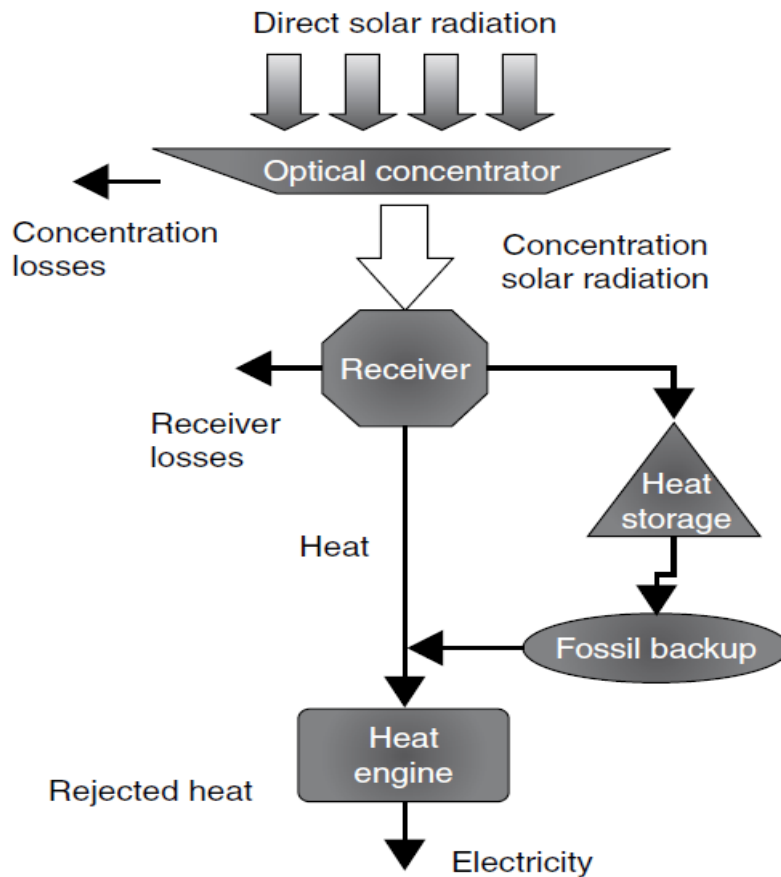 Direct solar radiation
Optical concentrator
Concentration
losses
Concentration
solar radiation
Receiver
Receiver
losses
Heat
storage
Heat
Fossil backup
Heat
engine
Rejected heat
Electricity